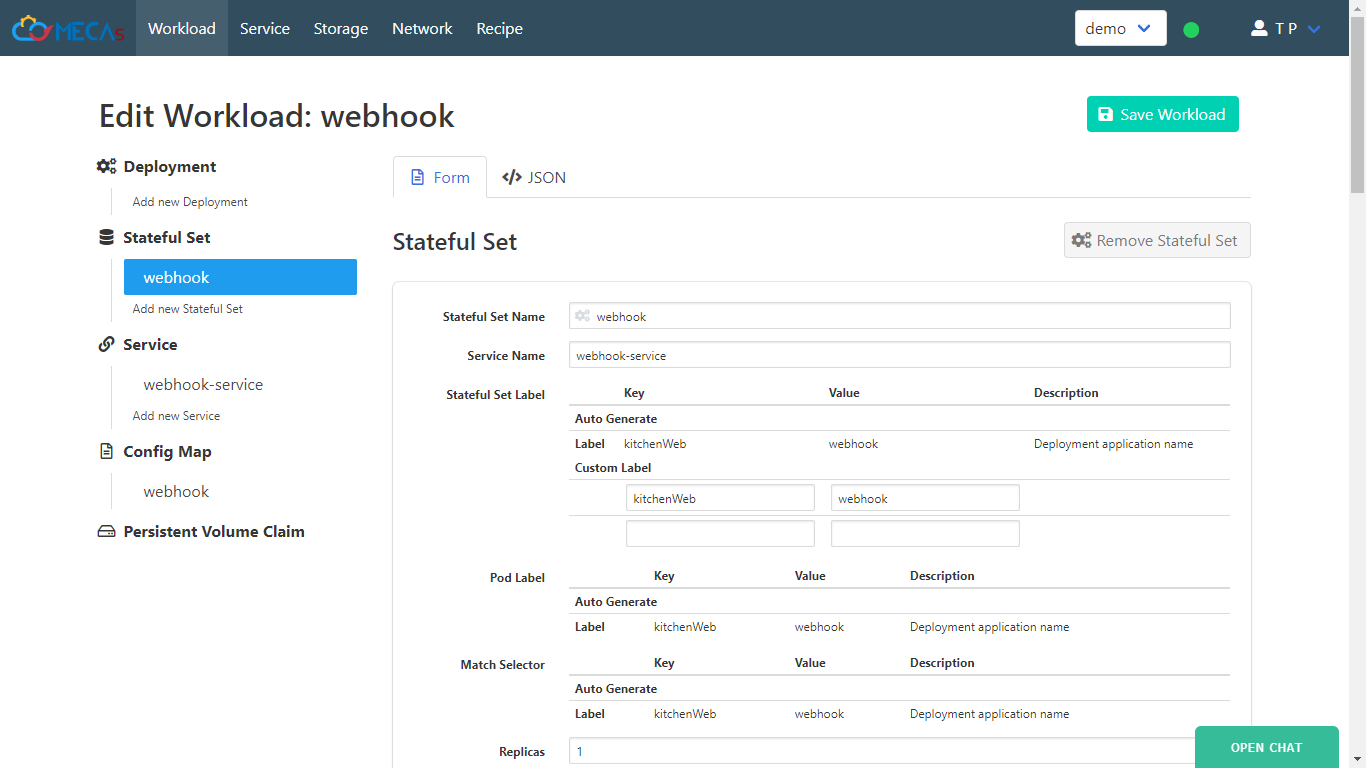 MECAs Workload Service Storage Network Recipe demo T P
Edit Workload: webhook
Save Workload
Deployment
Add new Deployment
Stateful Set
webhook
Add new Stateful Set
Service
webhook-service
Add new Service
Config Map
webhook
Persistent Volume Claim
Form JSON
Stateful Set
Remove Stateful Set
Stateful Set Name webhook
Service Name webhook-service
Stateful Set Label Key Value Description
Auto Generate
Label kitchenWeb webhook Deployment application name
Custom Label
kitchenWeb webhook
Pod Label Key Value Description
Auto Generate
Label kitchenWeb webhook Deployment application name
Match Selector Key Value Description
Auto Generate
Label kitchenWeb webhook Deployment application name
Replicas 1
OPEN CHAT